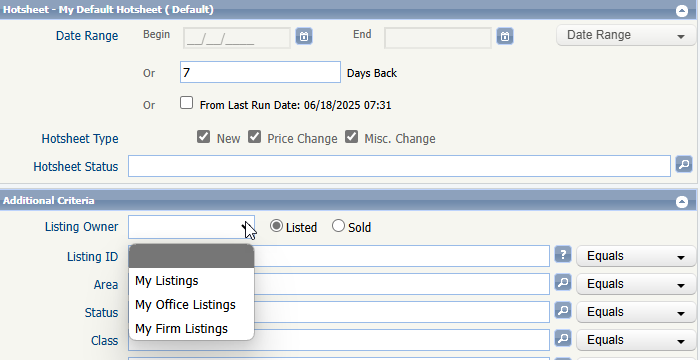 Hotsheet - My Default Hotsheet ( Default)
Date Range Begin __/__/____ End Date Range
Or 7 Days Back
Or From Last Run Date: 06/18/2025 07:31
Hotsheet Type New Price Change Misc. Change
Hotsheet Status
Additional Criteria
Listing Owner Listed Sold
Listing ID ? Equals
My Listings
Area Equals
My Office Listings
Status Equals
My Firm Listings
Class Equals